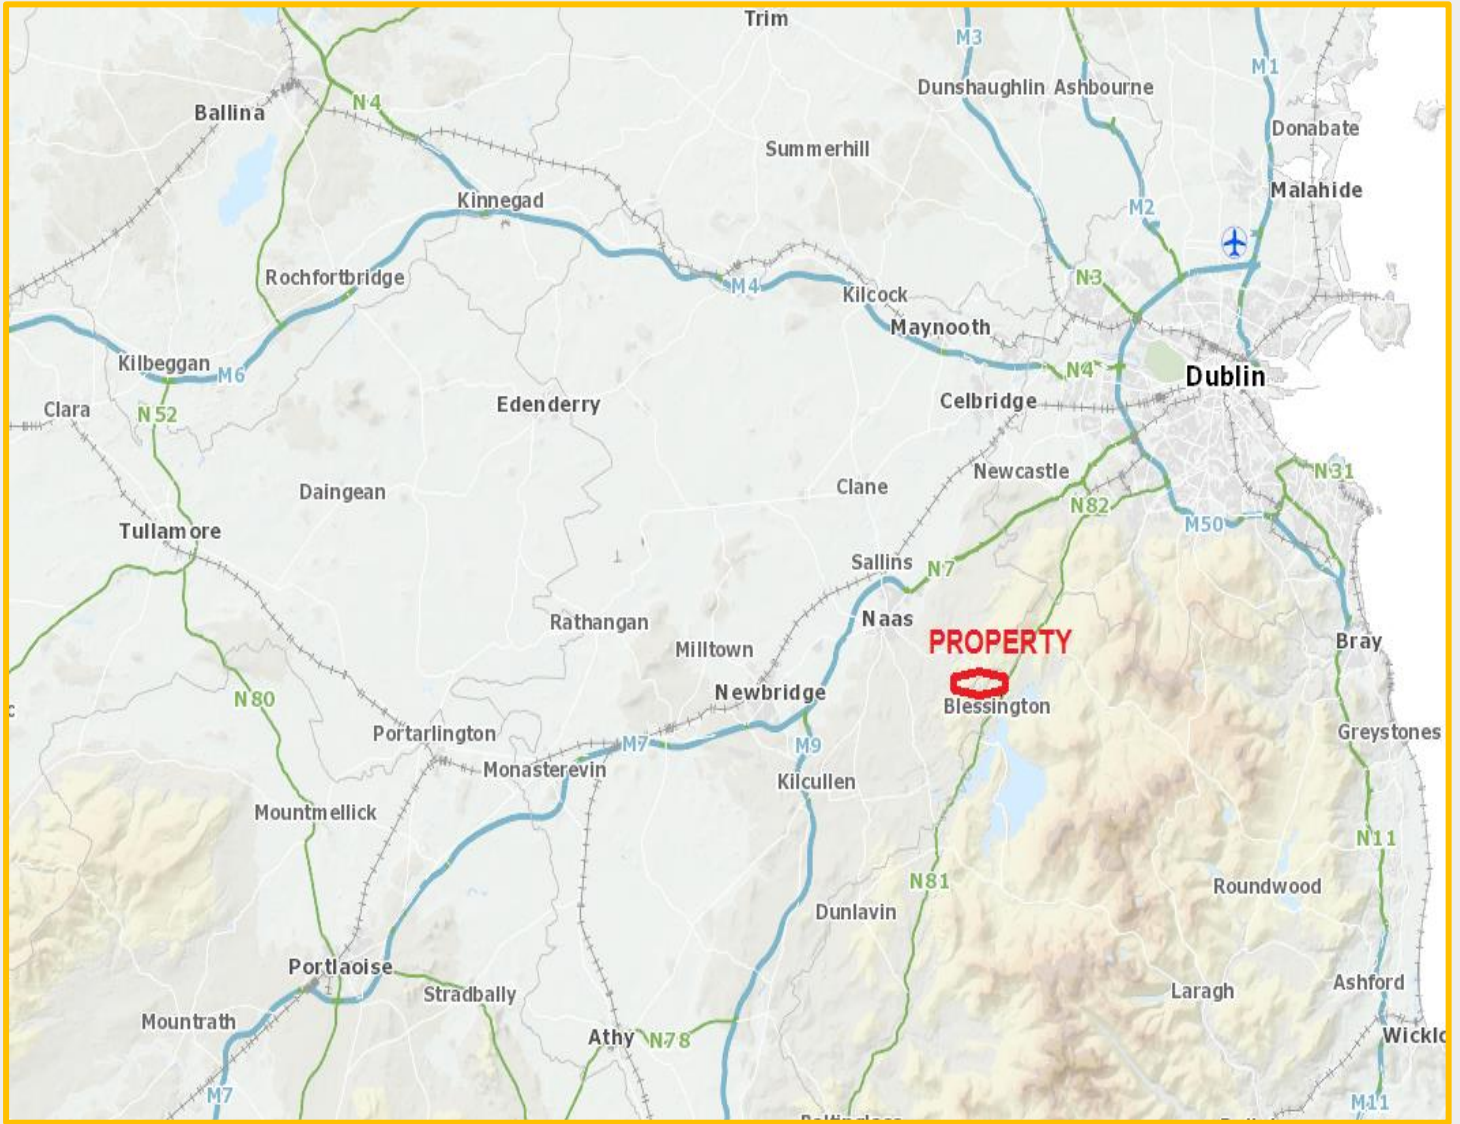 Trim
M3
M1
Dunshaughlin
Ashbourne
N4
Ballina
Donabate
Summerhill
Malahide
Kinnegad
M2
Rochfortbridge
N3
M4
Kilcock
Maynooth
Kilbeggan
M6
N4
Dublin
Clara
N52
Edenderry
Celbridge
Newcastle
N31
Daingean
Clane
N82
Tullamore
M50
Sallins
N7
Rathangan
Naas
PROPERTY
Bray
Milltown
Newbridge
N80
Blessington
c
Portarlington
Greystones
M7
M9
Monasterevin
Kilcullen
Mountmellick
N11
N81
Roundwood
Dunlavin
Portlaoise
Stradbally
Laragh
Ashford
Mountrath
Athy
N78
Wicklo
M7
M11